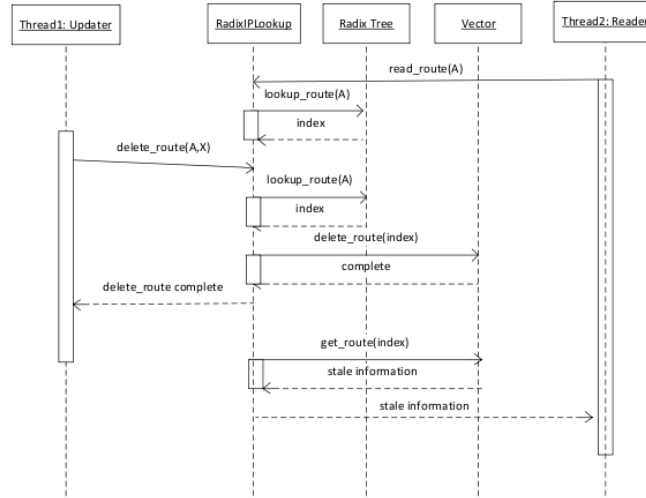 Thread1: Updater
RadixIPLookup
Radix Tree
Vector
Thread2: Reader
read_route(A)
lookup_route(A)
index
delete_route(A,X)
lookup_route(A)
index
delete_route(index)
complete
delete_route complete
get_route(index)
stale information
stale information